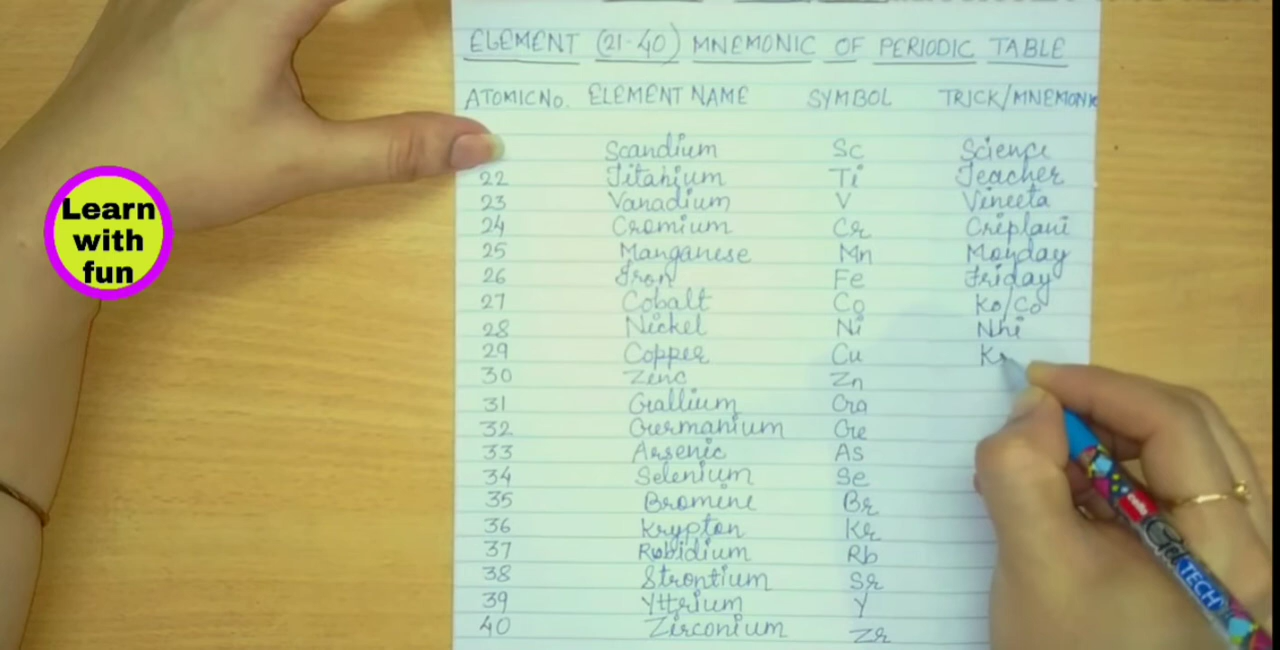 ELEMENT (21-40) MNEMONIC OF PERIODIC TABLE
ATOMIC NO. ELEMENT NAME SYMBOL TRICK/MNEMONIC
Scandium Sc Science
22 Titanium Ti Teacher
23 Vanadium V Vineeta
24 Cromium Cr Criplani
25 Manganese Mn Monday
26 Iron Fe Friday
27 Cobalt Co Ko/Co
28 Nickel Ni Nhi
29 Copper Cu
30 Zinc Zn
31 Gallium Ga
32 Germanium Ge
33 Arsenic As
34 Selenium Se
35 Bromine Br
36 Krypton Kr
37 Rubidium Rb
38 Strontium Sr
39 Yttrium Y
40 Zirconium Zr
Learn
with
fun
GelTECH